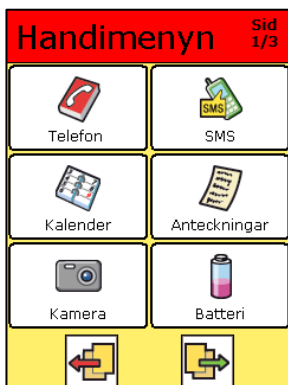 Handimenyn
Sid
1/3
SMS
Telefon
SMS
Kalender
Anteckningar
Kamera
Batteri